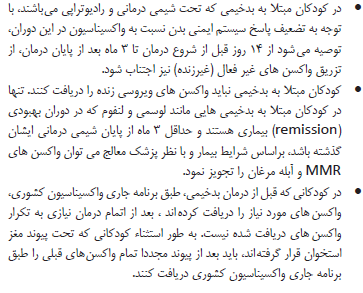 • در کودکان مبتلا به بدخیمی که تحت شیمی درمانی و رادیوتراپی می‌باشند، با
توجه به تضعیف پاسخ سیستم ایمنی بدن نسبت به واکسیناسیون در این دوران،
توصیه می‌شود از ۱۴ روز قبل از شروع درمان تا ۳ ماه بعد از پایان درمان، از
تزریق واکسن های غیر فعال (غیرزنده) نیز اجتناب شود.
• کودکان مبتلا به بدخیمی نباید واکسن های ویروسی زنده را دریافت کنند. تنها
در کودکان مبتلا به بدخیمی هایی مانند لوسمی و لنفوم که در دوران بهبودی
(remission) بیماری هستند و حداقل ۳ ماه از پایان شیمی درمانی ایشان
گذشته باشد، براساس شرایط بیمار و با نظر پزشک معالج می توان واکسن های
MMR و آبله مرغان را تجویز نمود.
• در کودکانی که قبل از درمان بدخیمی، طبق برنامه جاری واکسیناسیون کشوری،
واکسن های مورد نیاز را دریافت کرده‌اند ، بعد از اتمام درمان نیازی به تکرار
واکسن های دریافت شده نیست. به طور استثناء کودکانی که تحت پیوند مغز
استخوان قرار گرفته‌اند، باید بعد از پیوند مجددا تمام واکسن‌های قبلی را طبق
برنامه جاری واکسیناسیون کشوری دریافت کنند.